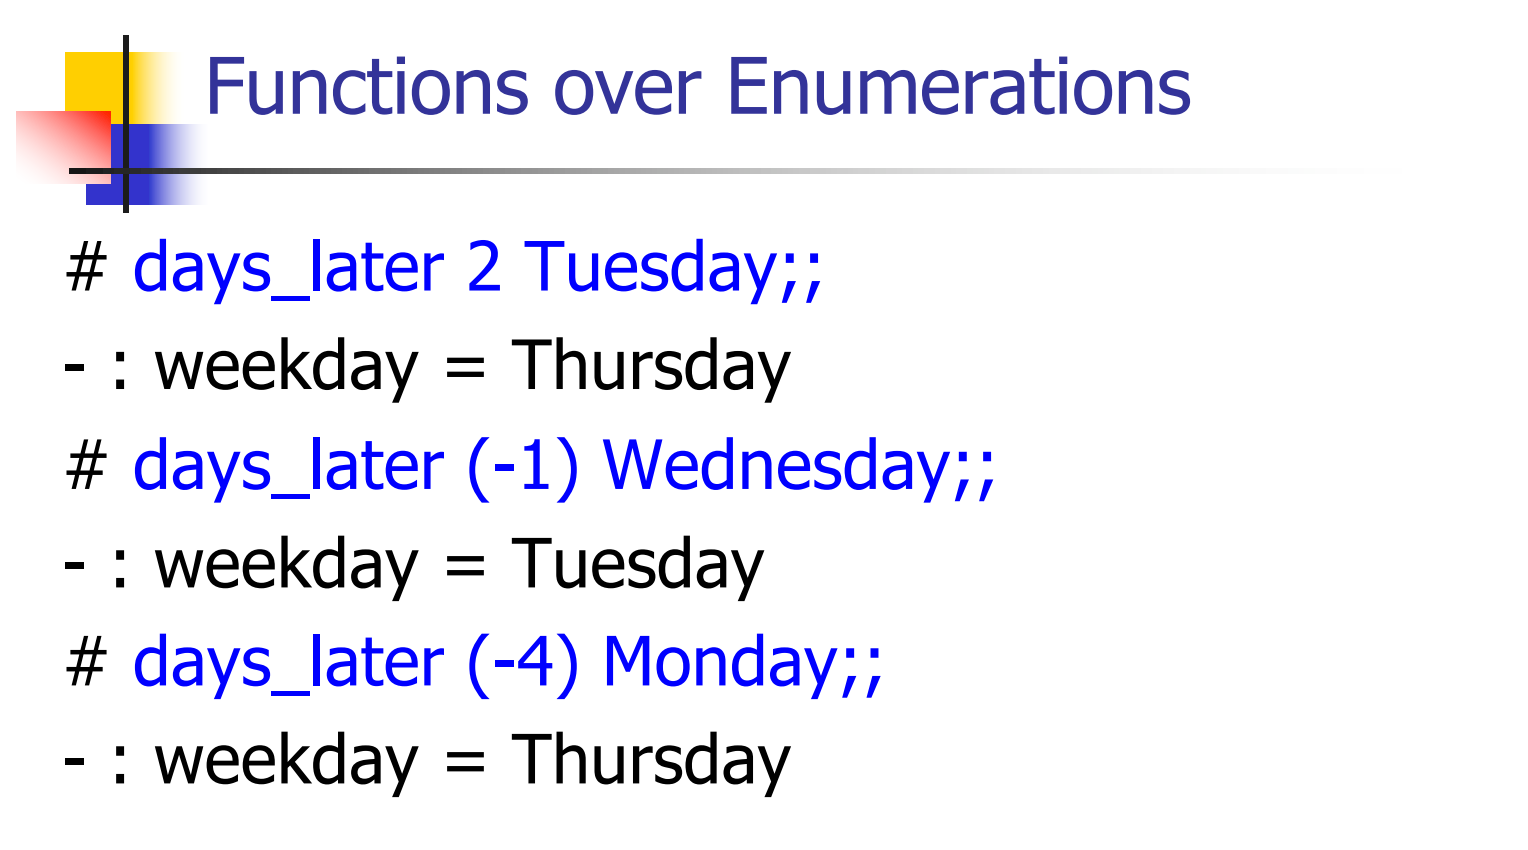 Functions over Enumerations
# days_later 2 Tuesday;;
- : weekday = Thursday
# days_later (-1) Wednesday;;
- : weekday = Tuesday
# days_later (-4) Monday;;
- : weekday = Thursday